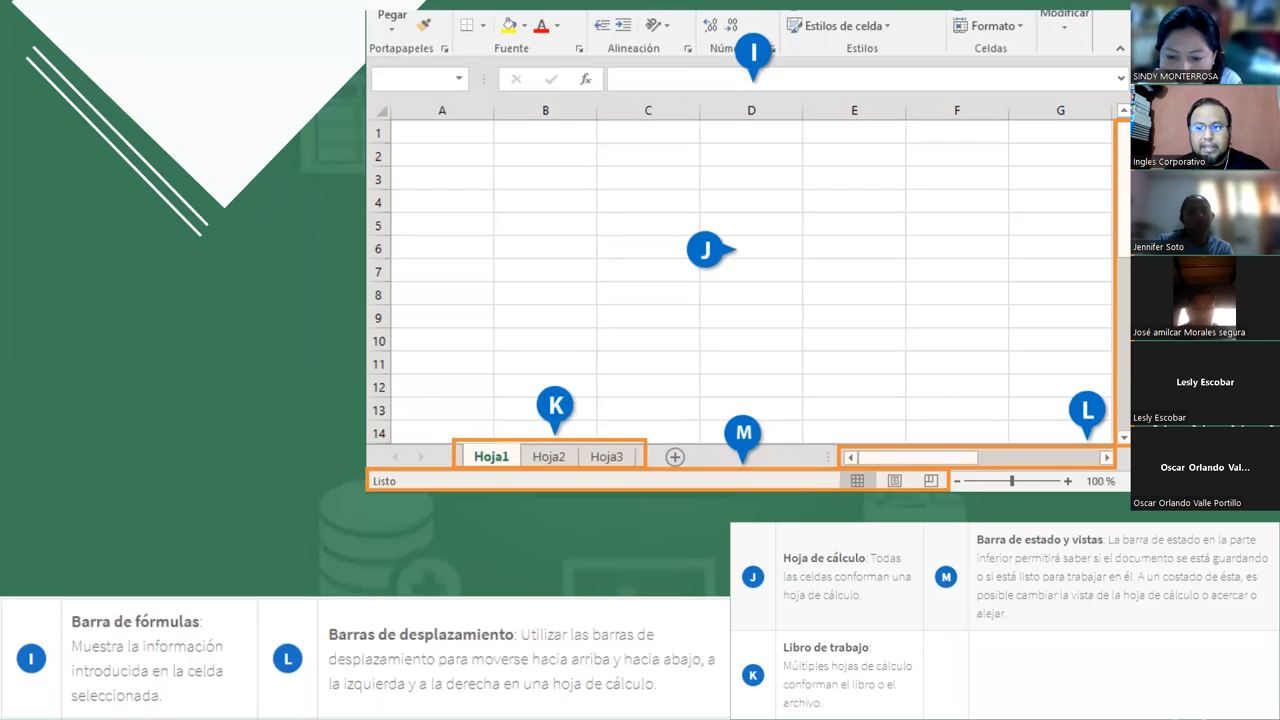 Pegar
Portapapeles
Fuente
Alineación
Estilos de celda
Estilos
Formato
Celdas
Modificar
I
fx
A B C D E F G
1
2
3
4
5
6
7
8
9
10
11
12
13
14
J
K
M
L
Hoja1 Hoja2 Hoja3
Listo
100 %
SINDY MONTERROSA
Ingles Corporativo
Jennifer Soto
José amilcar Morales segura
Lesly Escobar
Lesly Escobar
Oscar Orlando Val...
Oscar Orlando Valle Portillo
I
Barra de fórmulas:
Muestra la información
introducida en la celda
seleccionada.
L
Barras de desplazamiento: Utilizar las barras de
desplazamiento para moverse hacia arriba y hacia abajo, a
la izquierda y a la derecha en una hoja de cálculo.
J
Hoja de cálculo: Todas
las celdas conforman una
hoja de cálculo.
M
Barra de estado y vistas: La barra de estado en la parte
inferior permitirá saber si el documento se está guardando
o si está listo para trabajar en él. A un costado de ésta, es
posible cambiar la vista de la hoja de cálculo o acercar o
alejar.
K
Libro de trabajo:
Múltiples hojas de cálculo
conforman el libro o el
archivo.